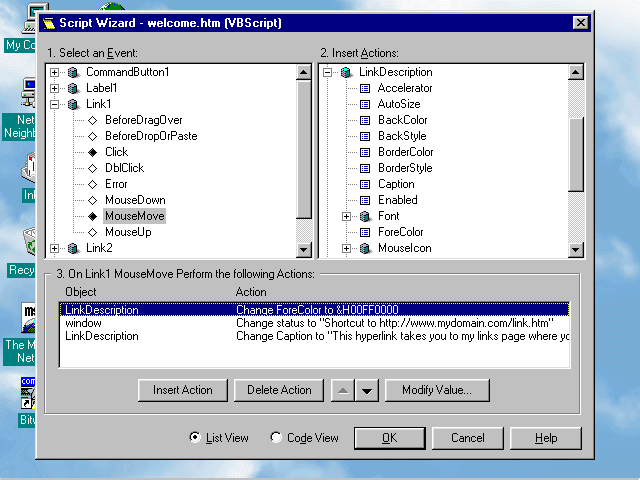 Script Wizard - welcome.htm (VBScript)
My Co
Net
Neighb
In
Recy
The M
Net
com
Bitv
1. Select an Event:
CommandButton1
Label1
Link1
BeforeDragOver
BeforeDropOrPaste
Click
DblClick
Error
MouseDown
MouseMove
MouseUp
Link2
2. Insert Actions:
LinkDescription
Accelerator
AutoSize
BackColor
BackStyle
BorderColor
BorderStyle
Caption
Enabled
Font
ForeColor
MouseIcon
3. On Link1 MouseMove Perform the following Actions:
Object Action
LinkDescription Change ForeColor to &H00FF0000
window Change status to "Shortcut to http://www.mydomain.com/link.htm"
LinkDescription Change Caption to "This hyperlink takes you to my links page where yo
Insert Action Delete Action Modify Value...
List View Code View OK Cancel Help